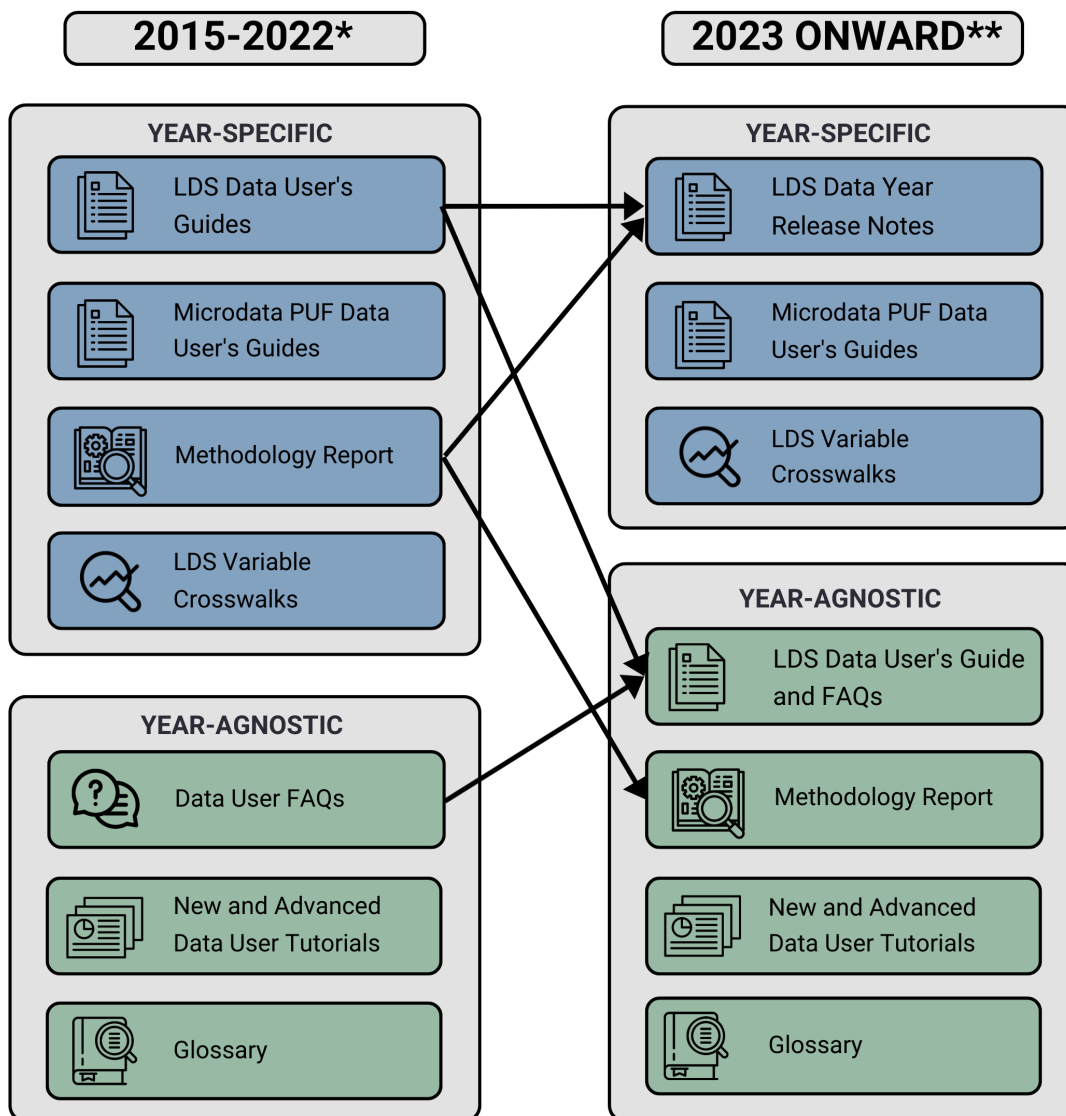 2015-2022*
YEAR-SPECIFIC
LDS Data User's
Guides
Microdata PUF Data
User's Guides
Methodology Report
LDS Variable
Crosswalks
YEAR-AGNOSTIC
Data User FAQs
New and Advanced
Data User Tutorials
Glossary
2023 ONWARD**
YEAR-SPECIFIC
LDS Data Year
Release Notes
Microdata PUF Data
User's Guides
LDS Variable
Crosswalks
YEAR-AGNOSTIC
LDS Data User's Guide
and FAQs
Methodology Report
New and Advanced
Data User Tutorials
Glossary